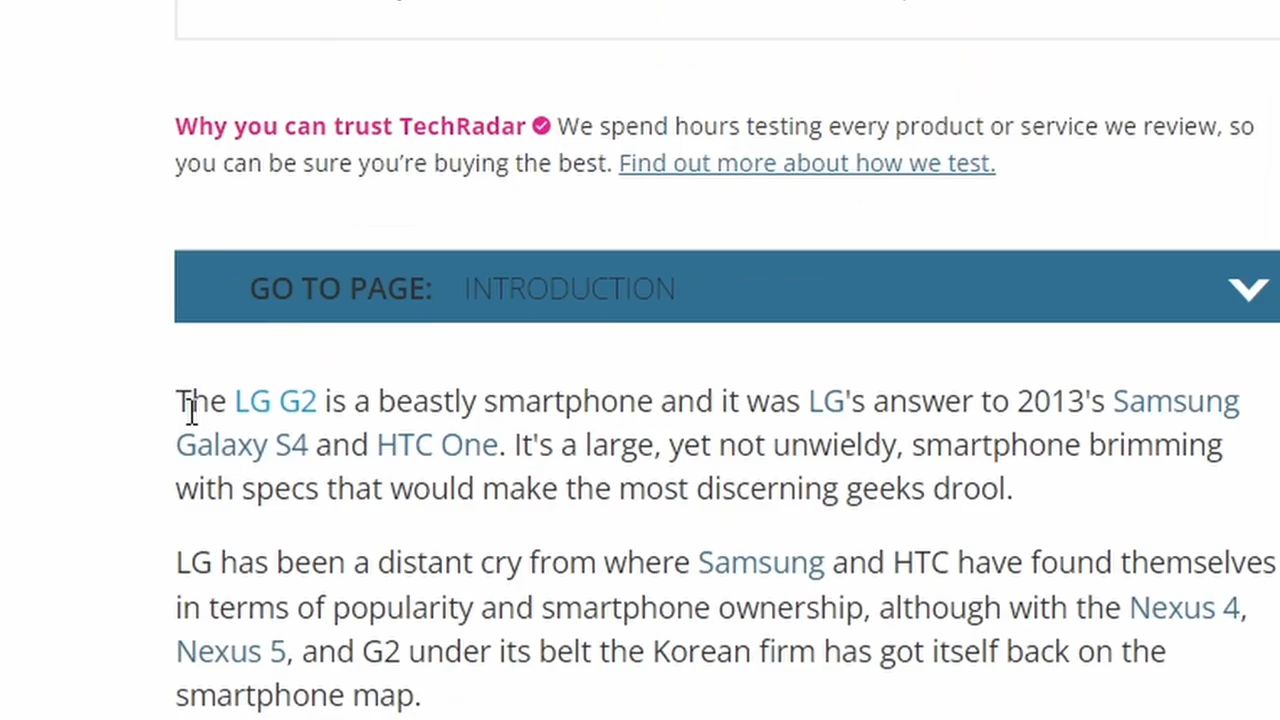 Why you can trust TechRadar We spend hours testing every product or service we review, so
you can be sure you’re buying the best. Find out more about how we test.
GO TO PAGE: INTRODUCTION
The LG G2 is a beastly smartphone and it was LG's answer to 2013's Samsung
Galaxy S4 and HTC One. It's a large, yet not unwieldy, smartphone brimming
with specs that would make the most discerning geeks drool.
LG has been a distant cry from where Samsung and HTC have found themselves
in terms of popularity and smartphone ownership, although with the Nexus 4,
Nexus 5, and G2 under its belt the Korean firm has got itself back on the
smartphone map.